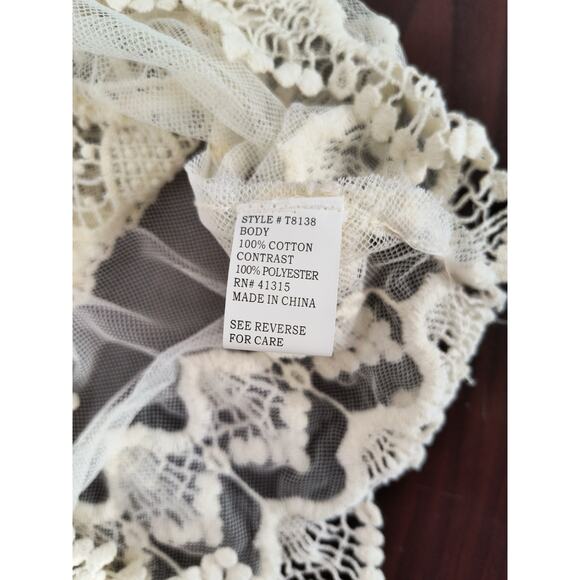 STYLE # T8138
BODY
100% COTTON
CONTRAST
100% POLYESTER
RN# 41315
MADE IN CHINA
SEE REVERSE
FOR CARE